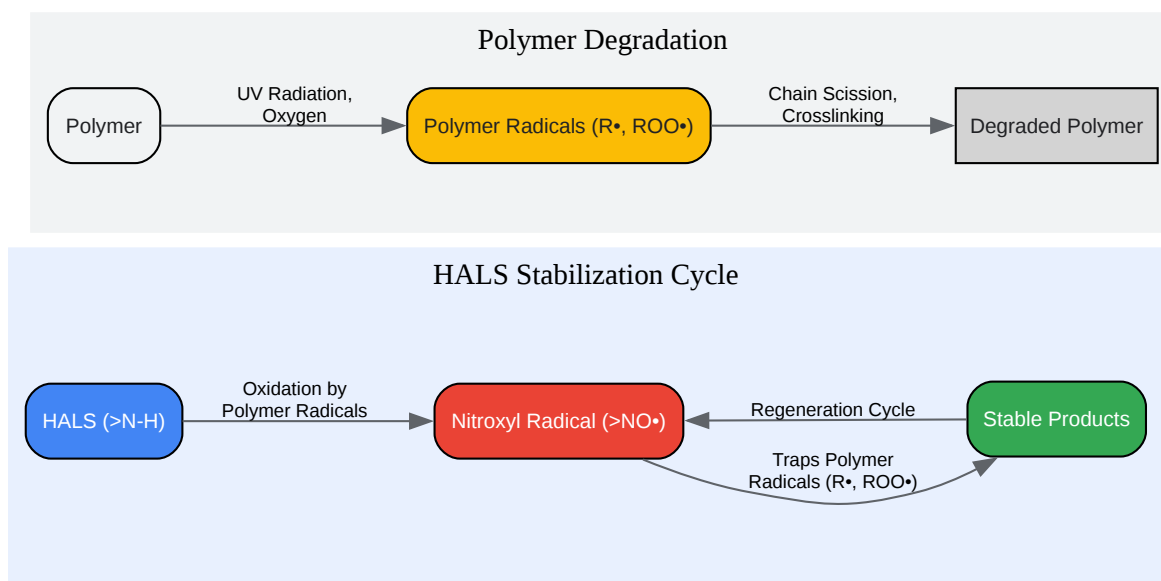 Polymer Degradation
UV Radiation,
Oxygen
Chain Scission,
Crosslinking
Polymer
Polymer Radicals (R•, ROO•)
Degraded Polymer
HALS Stabilization Cycle
Oxidation by
Polymer Radicals
Regeneration Cycle
HALS (>N-H)
Nitroxyl Radical (>NO•)
Stable Products
Traps Polymer
Radicals (R•, ROO•)